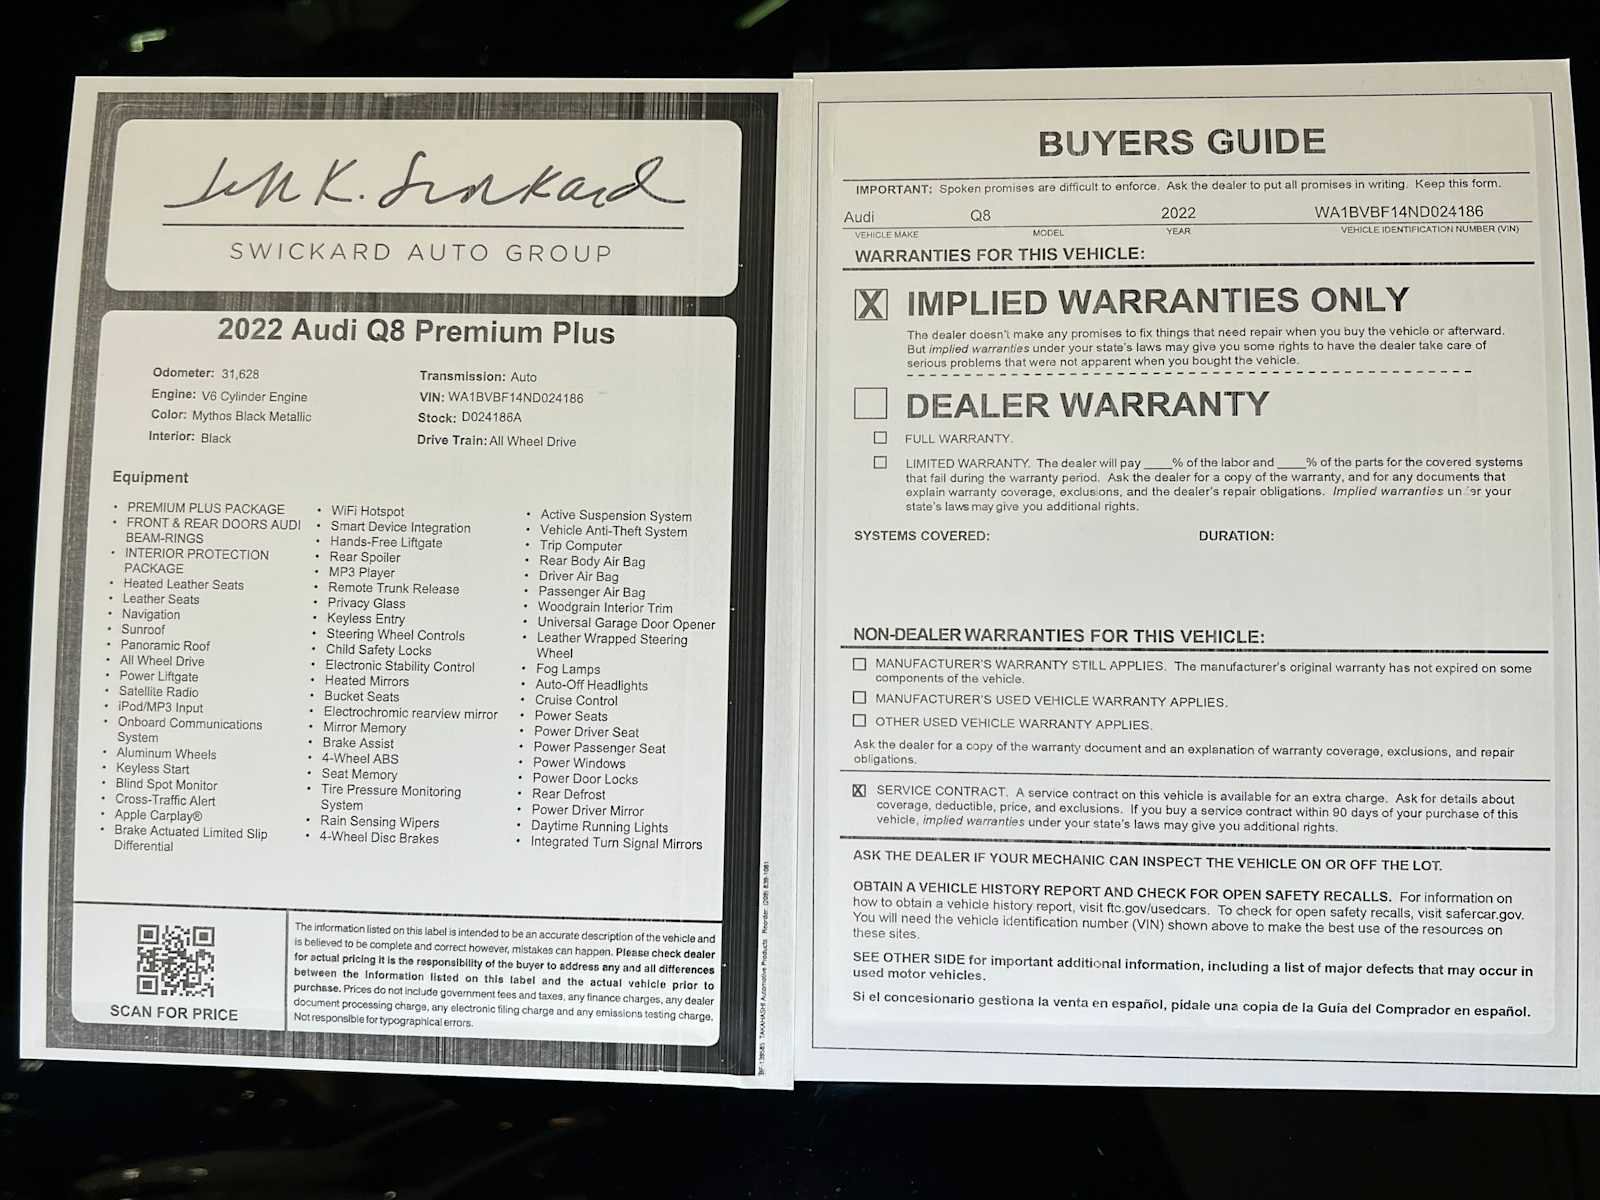 Jeff K. Swickard
SWICKARD AUTO GROUP
2022 Audi Q8 Premium Plus
Odometer: 31,628
Engine: V6 Cylinder Engine
Color: Mythos Black Metallic
Interior: Black
Transmission: Auto
VIN: WA1BVBF14ND024186
Stock: D024186A
Drive Train: All Wheel Drive
Equipment
• PREMIUM PLUS PACKAGE
• FRONT & REAR DOORS AUDI
BEAM-RINGS
• INTERIOR PROTECTION
PACKAGE
• Heated Leather Seats
• Leather Seats
• Navigation
• Sunroof
• Panoramic Roof
• All Wheel Drive
• Power Liftgate
• Satellite Radio
• iPod/MP3 Input
• Onboard Communications
System
• Aluminum Wheels
• Keyless Start
• Blind Spot Monitor
• Cross-Traffic Alert
• Apple Carplay®
• Brake Actuated Limited Slip
Differential
• WiFi Hotspot
• Smart Device Integration
• Hands-Free Liftgate
• Rear Spoiler
• MP3 Player
• Remote Trunk Release
• Privacy Glass
• Keyless Entry
• Steering Wheel Controls
• Child Safety Locks
• Electronic Stability Control
• Heated Mirrors
• Bucket Seats
• Electrochromic rearview mirror
• Mirror Memory
• Brake Assist
• 4-Wheel ABS
• Seat Memory
• Tire Pressure Monitoring
System
• Rain Sensing Wipers
• 4-Wheel Disc Brakes
• Active Suspension System
• Vehicle Anti-Theft System
• Trip Computer
• Rear Body Air Bag
• Driver Air Bag
• Passenger Air Bag
• Woodgrain Interior Trim
• Universal Garage Door Opener
• Leather Wrapped Steering
Wheel
• Fog Lamps
• Auto-Off Headlights
• Cruise Control
• Power Seats
• Power Driver Seat
• Power Passenger Seat
• Power Windows
• Power Door Locks
• Rear Defrost
• Power Driver Mirror
• Daytime Running Lights
• Integrated Turn Signal Mirrors
SCAN FOR PRICE
The information listed on this label is intended to be an accurate description of the vehicle and
is believed to be complete and correct however, mistakes can happen. Please check dealer
for actual pricing it is the responsibility of the buyer to address any and all differences
between the Information listed on this label and the actual vehicle prior to
purchase. Prices do not include government fees and taxes, any finance charges, any dealer
document processing charge, any electronic filing charge and any emissions testing charge.
Not responsible for typographical errors.
TAKAHASHI Automotive Products Reorder: (208) 839-1081
BUYERS GUIDE
IMPORTANT: Spoken promises are difficult to enforce. Ask the dealer to put all promises in writing. Keep this form.
Audi Q8 2022 WA1BVBF14ND024186
VEHICLE MAKE MODEL YEAR VEHICLE IDENTIFICATION NUMBER (VIN)
WARRANTIES FOR THIS VEHICLE:
X IMPLIED WARRANTIES ONLY
The dealer doesn't make any promises to fix things that need repair when you buy the vehicle or afterward.
But implied warranties under your state's laws may give you some rights to have the dealer take care of
serious problems that were not apparent when you bought the vehicle.
DEALER WARRANTY
FULL WARRANTY.
LIMITED WARRANTY. The dealer will pay ____% of the labor and ____% of the parts for the covered systems
that fail during the warranty period. Ask the dealer for a copy of the warranty, and for any documents that
explain warranty coverage, exclusions, and the dealer's repair obligations. Implied warranties under your
state's laws may give you additional rights.
SYSTEMS COVERED: DURATION:
NON-DEALER WARRANTIES FOR THIS VEHICLE:
MANUFACTURER'S WARRANTY STILL APPLIES. The manufacturer's original warranty has not expired on some
components of the vehicle.
MANUFACTURER'S USED VEHICLE WARRANTY APPLIES.
OTHER USED VEHICLE WARRANTY APPLIES.
Ask the dealer for a copy of the warranty document and an explanation of warranty coverage, exclusions, and repair
obligations.
X SERVICE CONTRACT. A service contract on this vehicle is available for an extra charge. Ask for details about
coverage, deductible, price, and exclusions. If you buy a service contract within 90 days of your purchase of this
vehicle, implied warranties under your state's laws may give you additional rights.
ASK THE DEALER IF YOUR MECHANIC CAN INSPECT THE VEHICLE ON OR OFF THE LOT.
OBTAIN A VEHICLE HISTORY REPORT AND CHECK FOR OPEN SAFETY RECALLS. For information on
how to obtain a vehicle history report, visit ftc.gov/usedcars. To check for open safety recalls, visit safercar.gov.
You will need the vehicle identification number (VIN) shown above to make the best use of the resources on
these sites.
SEE OTHER SIDE for important additional information, including a list of major defects that may occur in
used motor vehicles.
Si el concesionario gestiona la venta en español, pídale una copia de la Guía del Comprador en español.